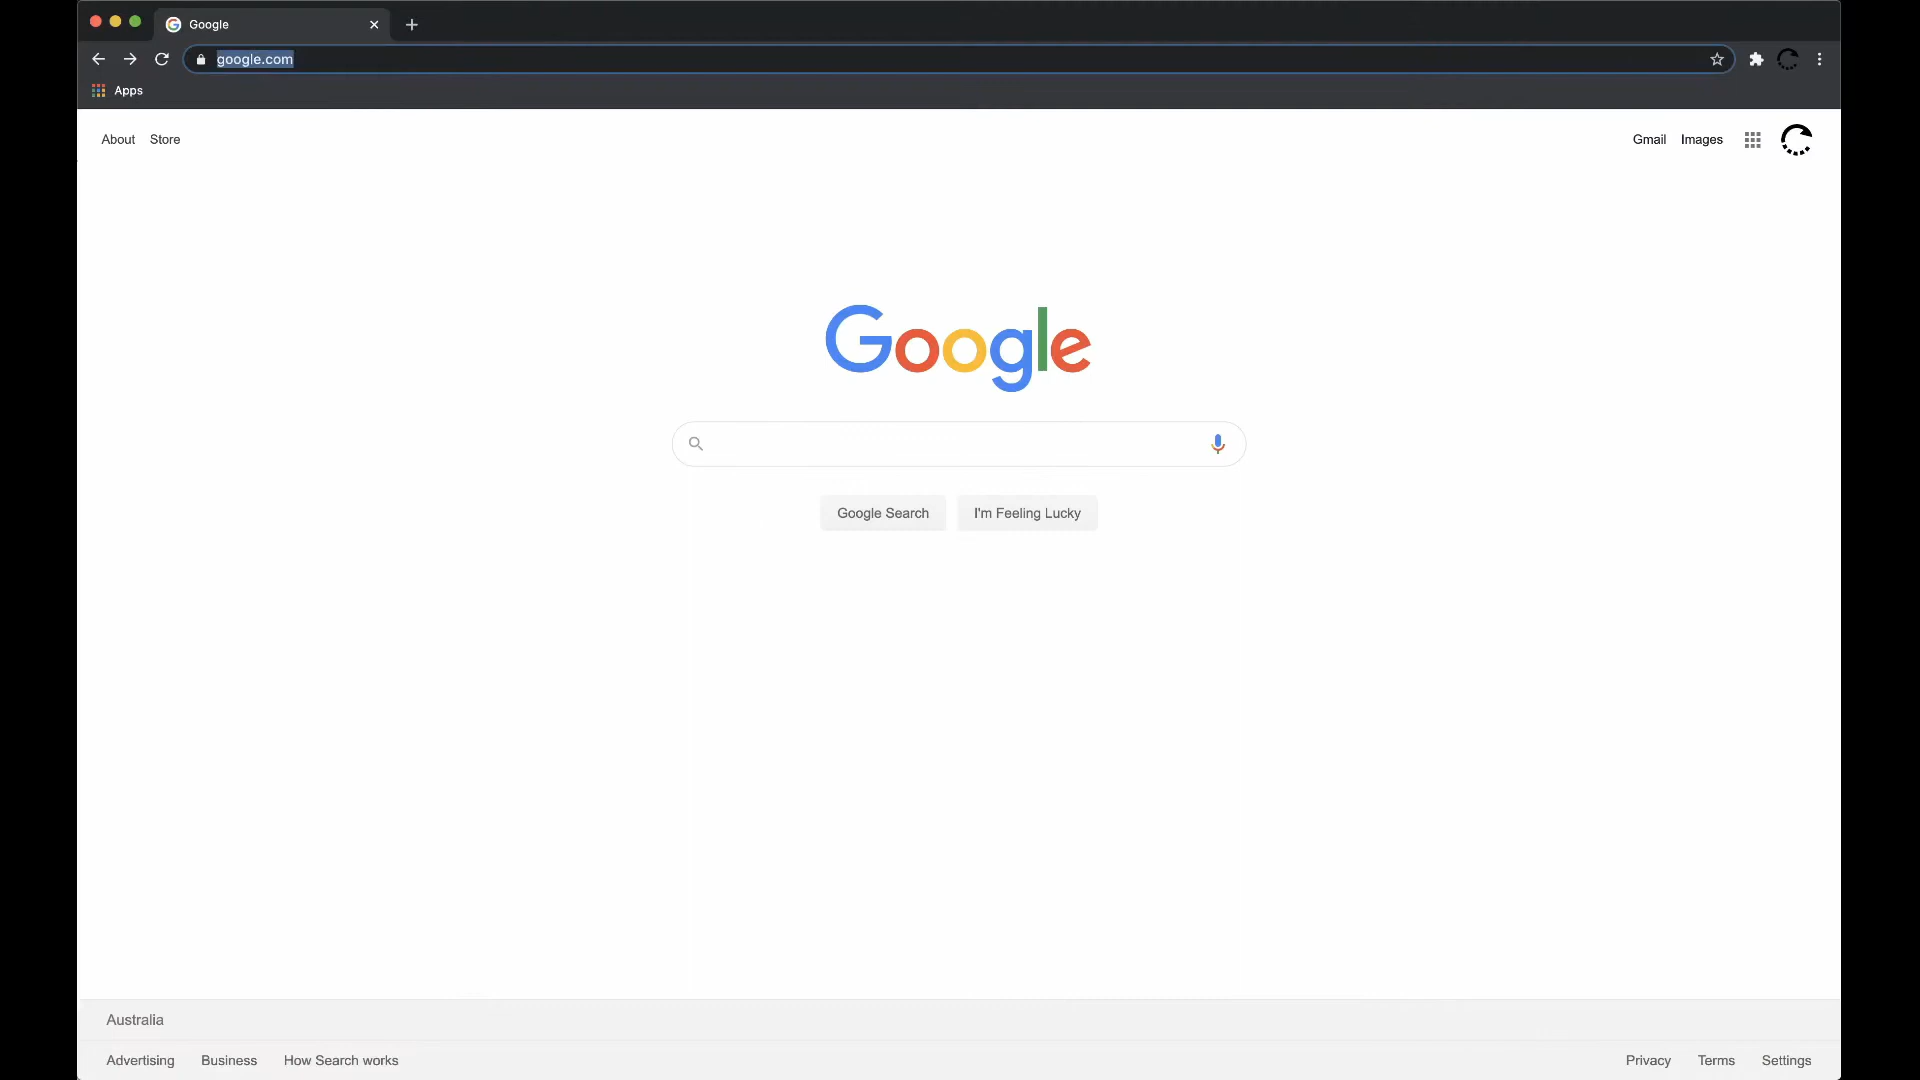 Google
google.com
Apps
About Store
Gmail Images
Google
Google Search I'm Feeling Lucky
Australia
Advertising Business How Search works
Privacy Terms Settings